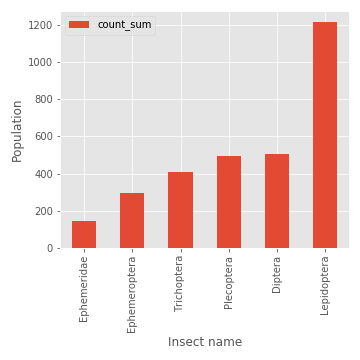 count_sum
Population
1200
1000
800
600
400
200
0
Ephemeridae
Ephemeroptera
Trichoptera
Plecoptera
Diptera
Lepidoptera
Insect name